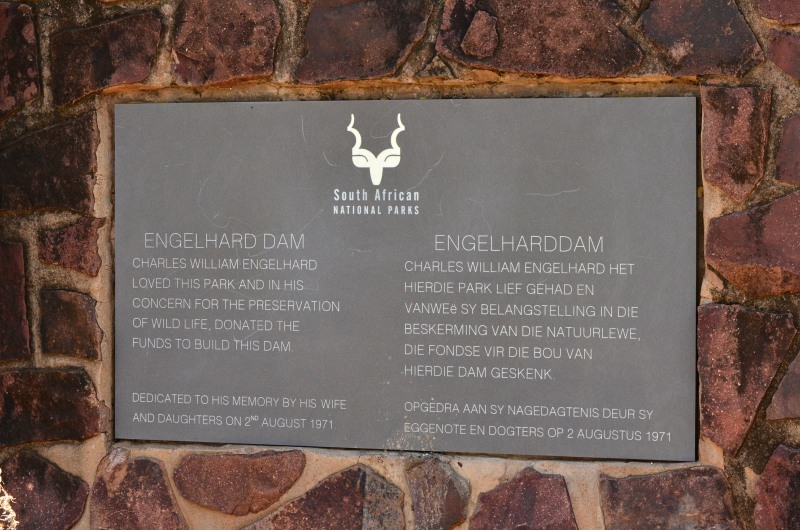 South African
NATIONAL PARKS
ENGELHARD DAM
CHARLES WILLIAM ENGELHARD
LOVED THIS PARK AND IN HIS
CONCERN FOR THE PRESERVATION
OF WILD LIFE, DONATED THE
FUNDS TO BUILD THIS DAM.
DEDICATED TO HIS MEMORY BY HIS WIFE
AND DAUGHTERS ON 2ND AUGUST 1971
ENGELHARDDAM
CHARLES WILLIAM ENGELHARD HET
HIERDIE PARK LIEF GEHAD EN
VANWEë SY BELANGSTELLING IN DIE
BESKERMING VAN DIE NATUURLEWE,
DIE FONDSE VIR DIE BOU VAN
HIERDIE DAM GESKENK.
OPGEDRA AAN SY NAGEDAGTENIS DEUR SY
EGGENOTE EN DOGTERS OP 2 AUGUSTUS 1971